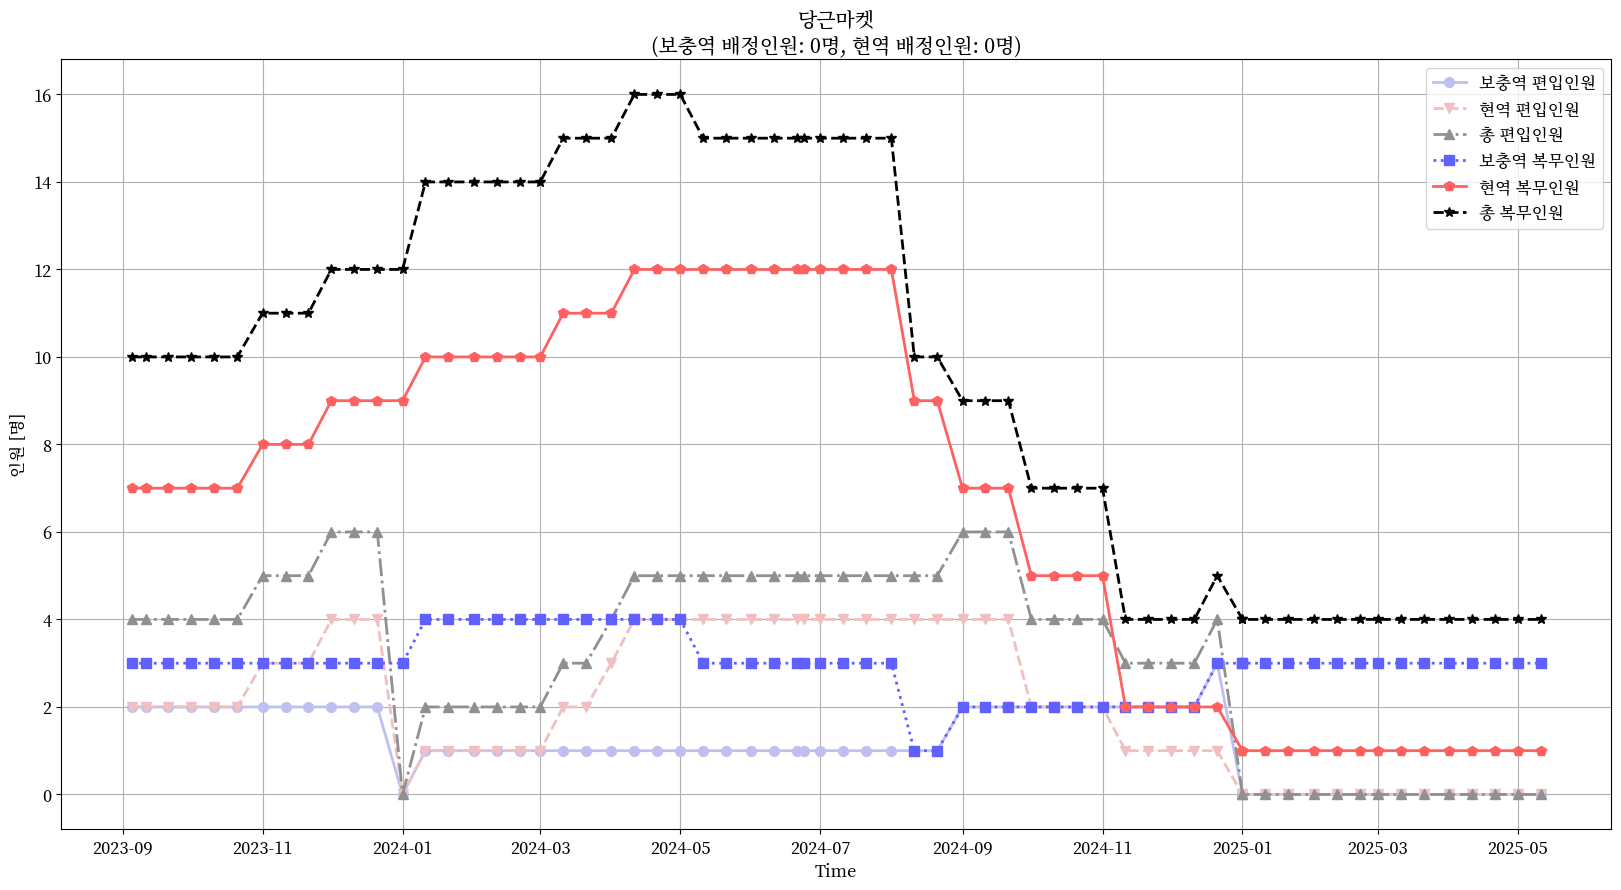 당근마켓
(보충역 배정인원: 0명, 현역 배정인원: 0명)
보충역 편입인원
현역 편입인원
총 편입인원
보충역 복무인원
현역 복무인원
총 복무인원
인원 [명]
16
14
12
10
8
6
4
2
0
2023-09 2023-11 2024-01 2024-03 2024-05 2024-07 2024-09 2024-11 2025-01 2025-03 2025-05
Time